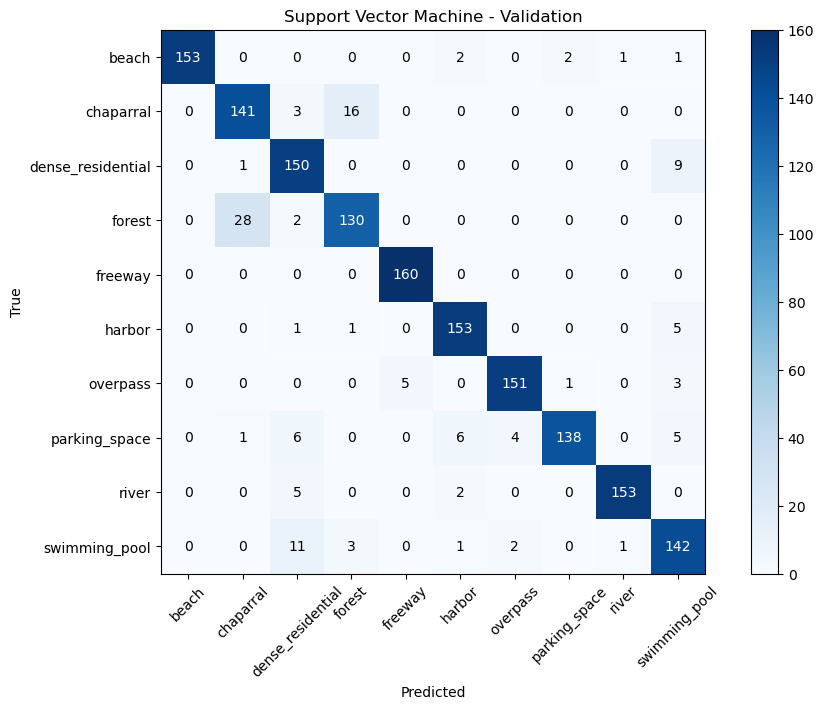 Support Vector Machine - Validation
beach 153 0 0 0 0 2 0 2 1 1
chaparral 0 141 3 16 0 0 0 0 0 0
dense_residential 0 1 150 0 0 0 0 0 0 9
forest 0 28 2 130 0 0 0 0 0 0
freeway 0 0 0 0 160 0 0 0 0 0
harbor 0 0 1 1 0 153 0 0 0 5
overpass 0 0 0 0 5 0 151 1 0 3
parking_space 0 1 6 0 0 6 4 138 0 5
river 0 0 5 0 0 2 0 0 153 0
swimming_pool 0 0 11 3 0 1 2 0 1 142
True
beach chaparral dense_residential forest freeway harbor overpass parking_space river swimming_pool
Predicted
160
140
120
100
80
60
40
20
0